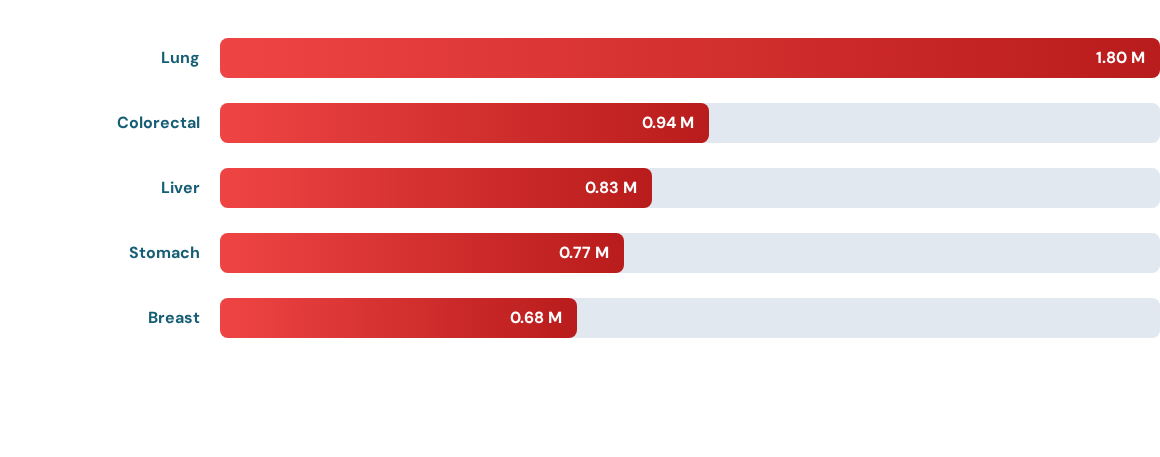 Lung 1.80 M
Colorectal 0.94 M
Liver 0.83 M
Stomach 0.77 M
Breast 0.68 M